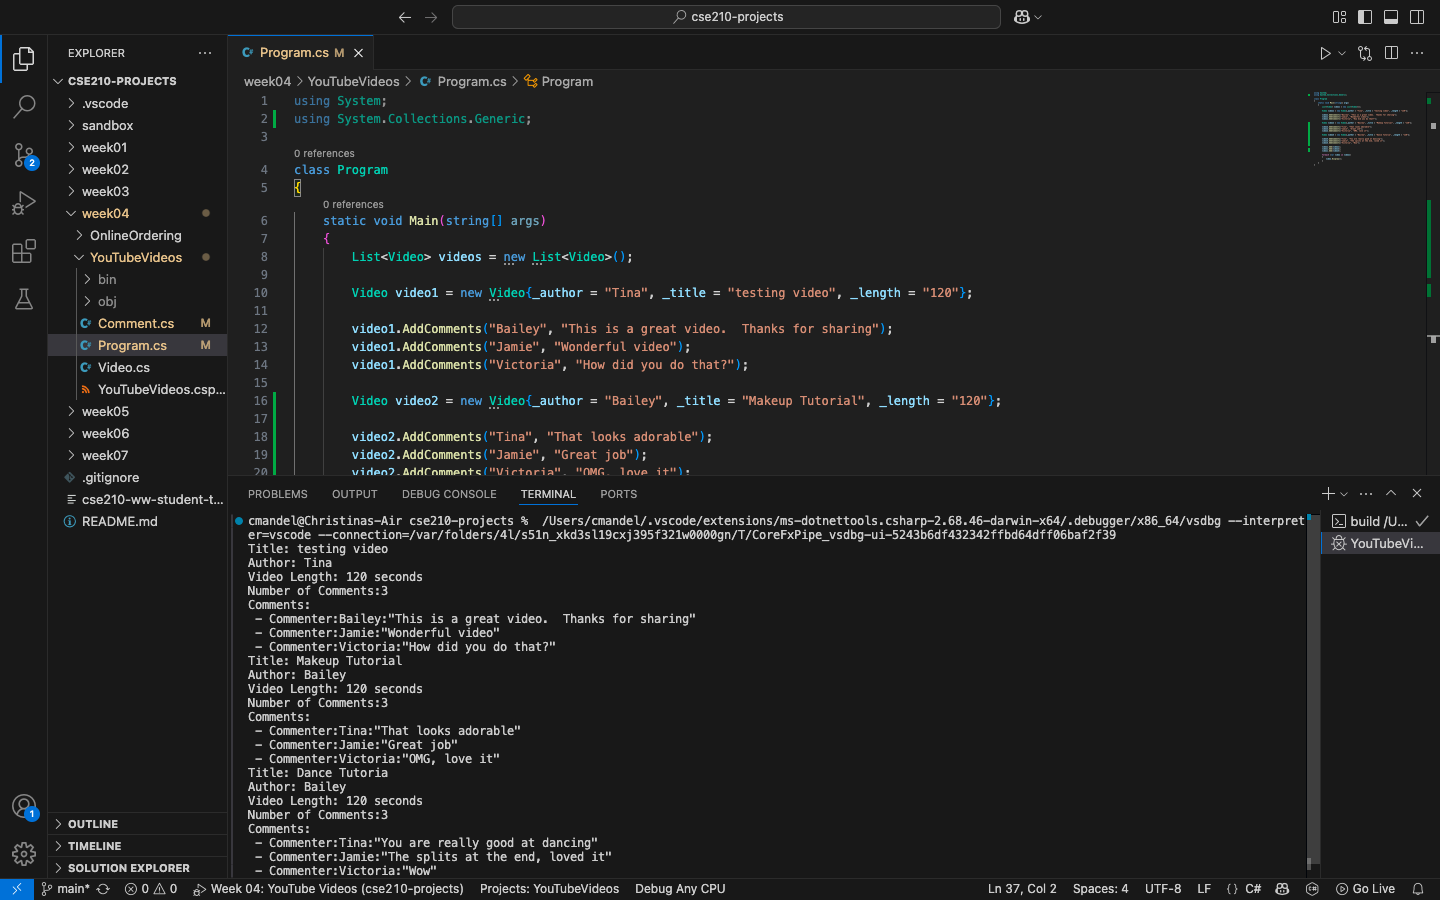 cse210-projects
EXPLORER
CSE210-PROJECTS
.vscode
sandbox
week01
week02
week03
week04
OnlineOrdering
YouTubeVideos
bin
obj
Comment.cs M
Program.cs M
Video.cs
YouTubeVideos.csp...
week05
week06
week07
.gitignore
cse210-ww-student-t...
README.md
OUTLINE
TIMELINE
SOLUTION EXPLORER
2
1
Program.cs M
week04 > YouTubeVideos > Program.cs > Program
1 using System;
2 using System.Collections.Generic;
3
0 references
4 class Program
5 {
0 references
6 static void Main(string[] args)
7 {
8 List<Video> videos = new List<Video>();
9
10 Video video1 = new Video{_author = "Tina", _title = "testing video", _length = "120"};
11
12 video1.AddComments("Bailey", "This is a great video.  Thanks for sharing");
13 video1.AddComments("Jamie", "Wonderful video");
14 video1.AddComments("Victoria", "How did you do that?");
15
16 Video video2 = new Video{_author = "Bailey", _title = "Makeup Tutorial", _length = "120"};
17
18 video2.AddComments("Tina", "That looks adorable");
19 video2.AddComments("Jamie", "Great job");
20 video2.AddComments("Victoria", "OMG, love it");
PROBLEMS OUTPUT DEBUG CONSOLE TERMINAL PORTS
cmandel@Christinas-Air cse210-projects %  /Users/cmandel/.vscode/extensions/ms-dotnettools.csharp-2.68.46-darwin-x64/.debugger/x86_64/vsdbg --interpret
er=vscode --connection=/var/folders/4l/s51n_xkd3sl19cxj395f321w0000gn/T/CoreFxPipe_vsdbg-ui-5243b6df432342ffbd64dff06baf2f39
Title: testing video
Author: Tina
Video Length: 120 seconds
Number of Comments:3
Comments:
- Commenter:Bailey:"This is a great video.  Thanks for sharing"
- Commenter:Jamie:"Wonderful video"
- Commenter:Victoria:"How did you do that?"
Title: Makeup Tutorial
Author: Bailey
Video Length: 120 seconds
Number of Comments:3
Comments:
- Commenter:Tina:"That looks adorable"
- Commenter:Jamie:"Great job"
- Commenter:Victoria:"OMG, love it"
Title: Dance Tutoria
Author: Bailey
Video Length: 120 seconds
Number of Comments:3
Comments:
- Commenter:Tina:"You are really good at dancing"
- Commenter:Jamie:"The splits at the end, loved it"
- Commenter:Victoria:"Wow"
build /U...
YouTubeVi...
main* 0 0 Week 04: YouTube Videos (cse210-projects) Projects: YouTubeVideos Debug Any CPU Ln 37, Col 2 Spaces: 4 UTF-8 LF {} C# Go Live